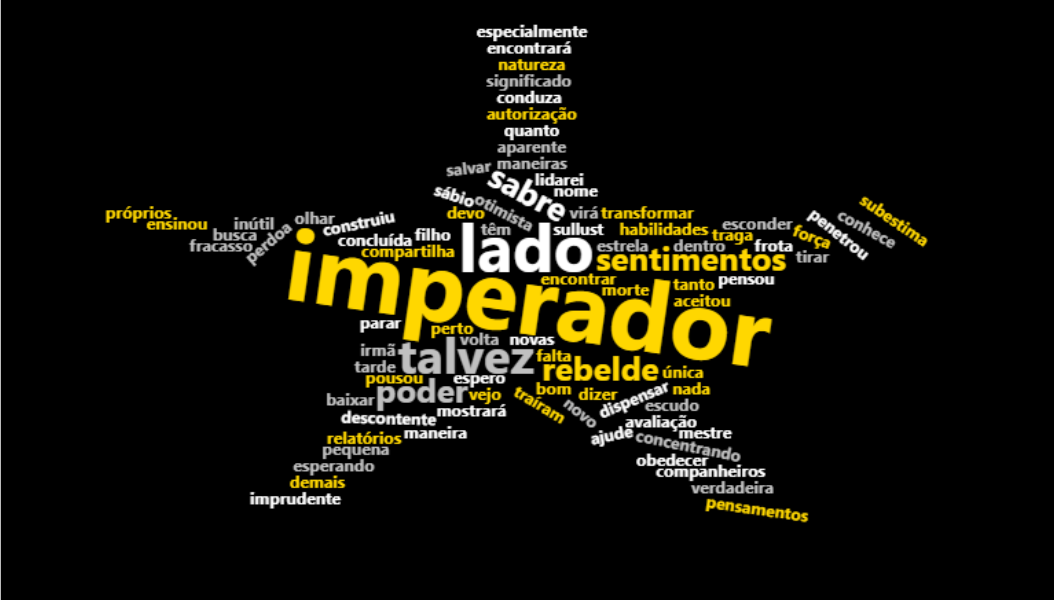 especialmente
encontrará
natureza
significado
conduza
autorização
quanto
aparente
salvar maneiras
sabre lidarei
sábio nome
otimista
próprios ensinou inútil olhar construiu devo virá transformar subestima
busca perdoa têm sullust habilidades esconder penetrou conhece
fracasso concluída filho lado estrela dentro traga frota força
compartilha sentimentos tirar
imperador encontrar tanto pensou
morte aceitou
parar perto
volta novas
irmã talvez falta
tarde rebelde única
pousou espero
baixar poder vejo bom dizer dispensar nada
traíram novo escudo
descontente mostrará avaliação
relatórios maneira ajude mestre
pequena concentrando
esperando obedecer
companheiros
demais verdadeira
imprudente pensamentos